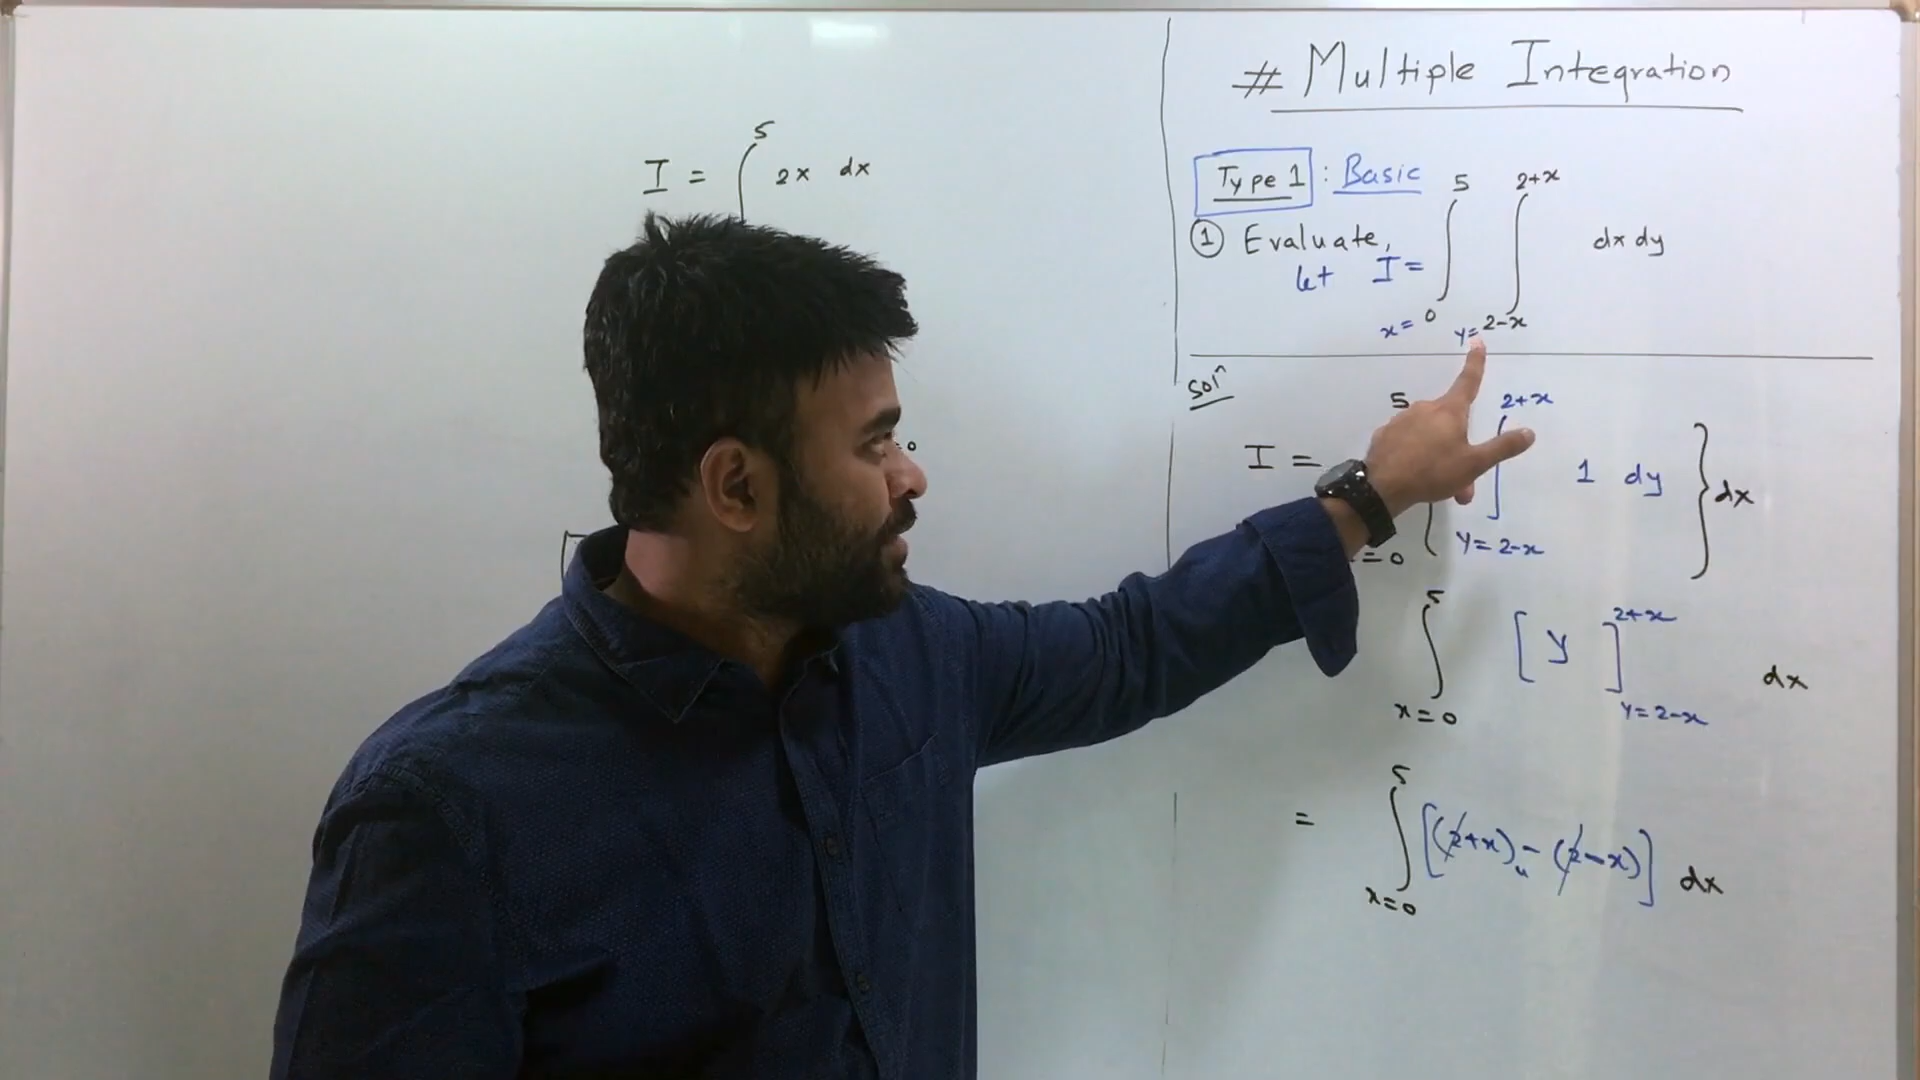 # Multiple Integration
Type 1 : Basic
① Evaluate,
let I = ∫ ∫ dx dy
5 2+x
x= 0 y= 2-x
Solⁿ
5 2+x
I = ∫ 1 dy } dx
x=0 y= 2-x
5
∫ [ y ] 2+x dx
x=0 y= 2-x
5
= ∫ [(2+x) - (2-x)] dx
x=0
5
I = ∫ 2x dx